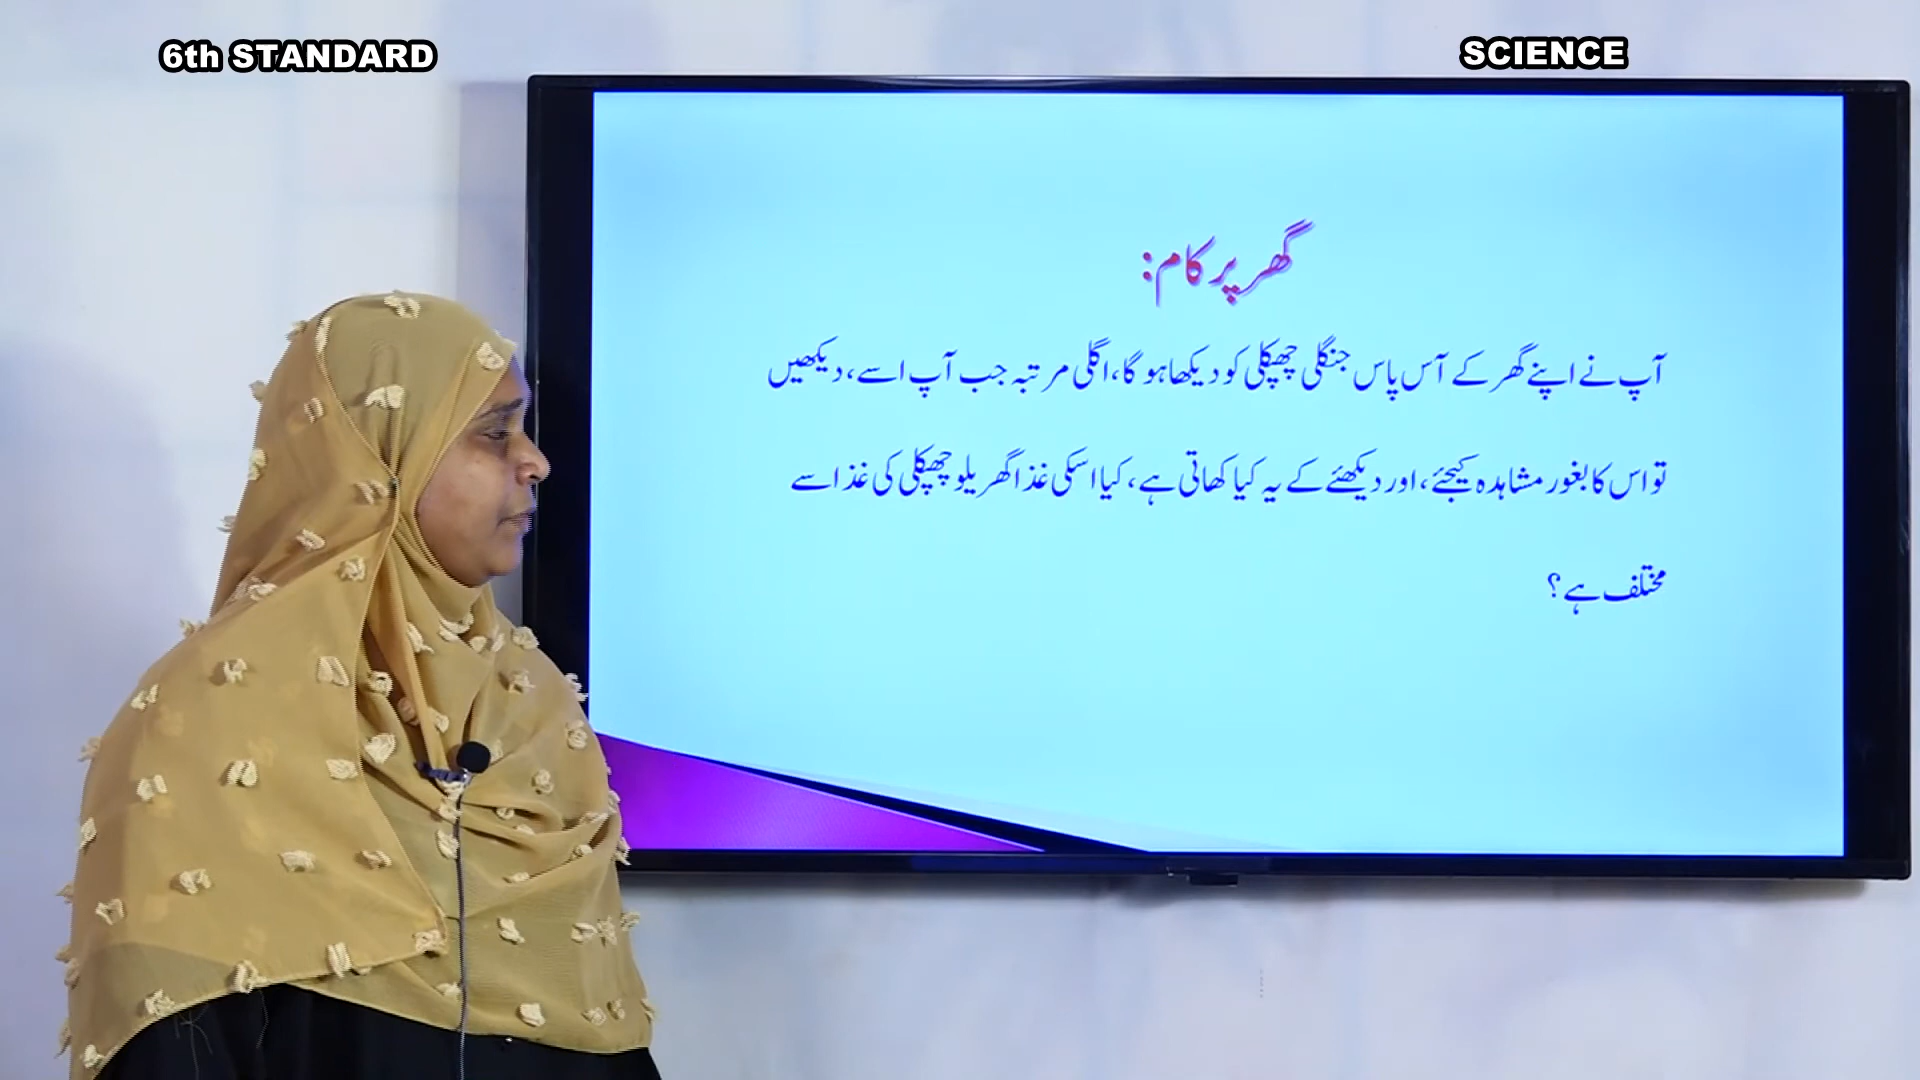 6th STANDARD
SCIENCE
گھر پر کام:
آپ نے اپنے گھر کے آس پاس جنگلی چھپکلی کو دیکھا ہو گا، اگلی مرتبہ جب آپ اسے، دیکھیں
تو اس کا بغور مشاہدہ کیجئے، اور دیکھئے کے یہ کیا کھاتی ہے، کیا اسکی غذا گھریلو چھپکلی کی غذا سے
مختلف ہے؟